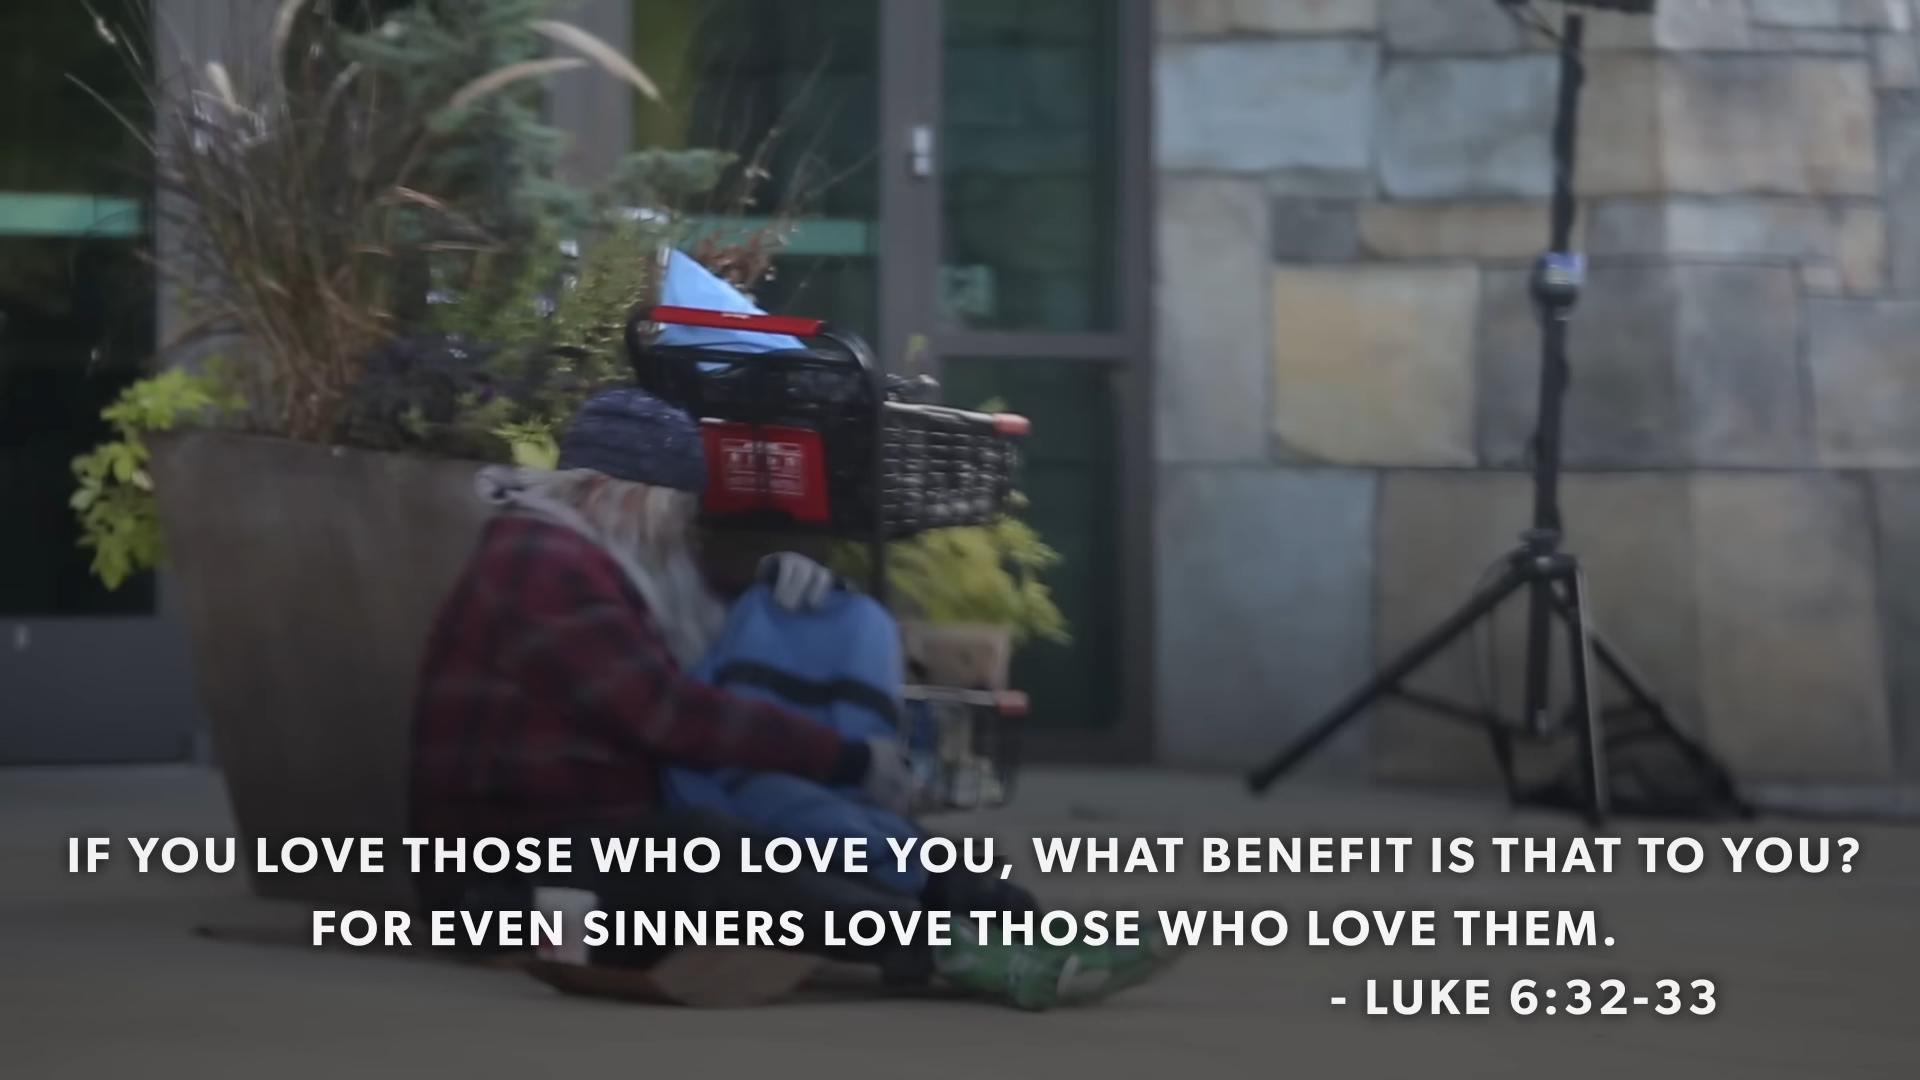 IF YOU LOVE THOSE WHO LOVE YOU, WHAT BENEFIT IS THAT TO YOU?
FOR EVEN SINNERS LOVE THOSE WHO LOVE THEM.
- LUKE 6:32-33